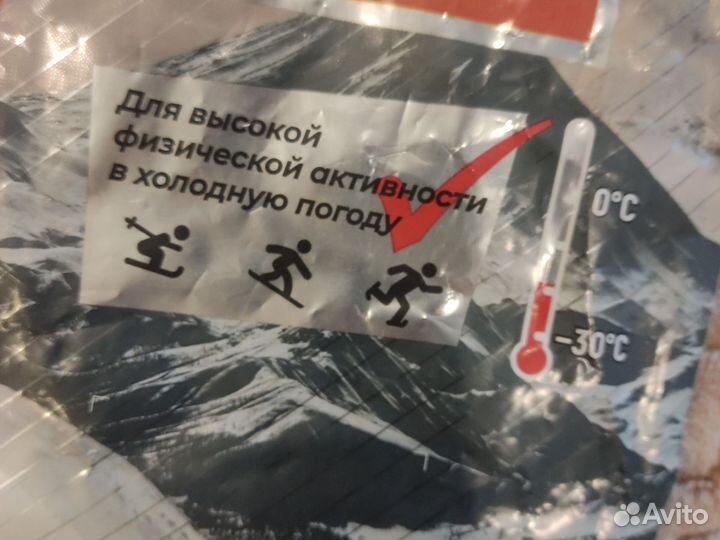 Для высокой
физической активности
в холодную погоду
0°C
-30°C
Avito